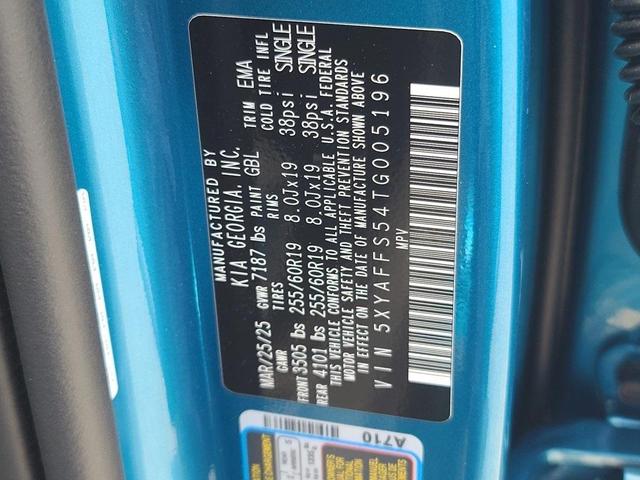 MANUFACTURED BY
KIA GEORGIA, INC.
MAR/25/25 GVWR 7187 lbs PAINT GBL TRIM EMA
GAWR TIRES RIMS COLD TIRE INFL
FRONT 3505 lbs 255/60R19 8.0Jx19 38psi SINGLE
REAR 4101 lbs 255/60R19 8.0Jx19 38psi SINGLE
THIS VEHICLE CONFORMS TO ALL APPLICABLE U.S.A. FEDERAL
MOTOR VEHICLE SAFETY AND THEFT PREVENTION STANDARDS
IN EFFECT ON THE DATE OF MANUFACTURE SHOWN ABOVE
VIN 5XYAFFS54TG005196
MPV
A710